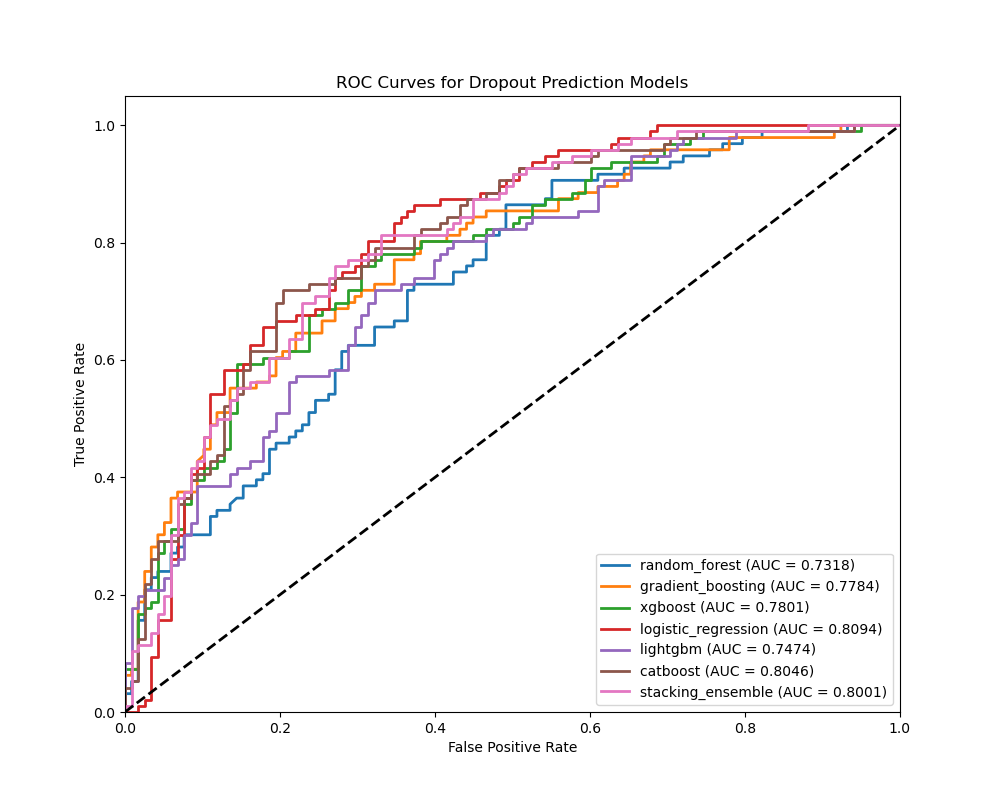 ROC Curves for Dropout Prediction Models
True Positive Rate
1.0
0.8
0.6
0.4
0.2
0.0
random_forest (AUC = 0.7318)
gradient_boosting (AUC = 0.7784)
xgboost (AUC = 0.7801)
logistic_regression (AUC = 0.8094)
lightgbm (AUC = 0.7474)
catboost (AUC = 0.8046)
stacking_ensemble (AUC = 0.8001)
0.0 0.2 0.4 0.6 0.8 1.0
False Positive Rate